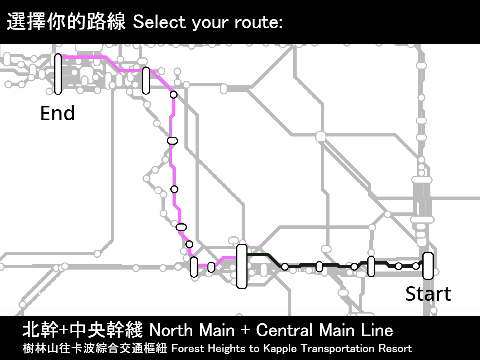 選擇你的路線 Select your route:
End
Start
北幹+中央幹綫 North Main + Central Main Line
樹林山往卡波綜合交通樞紐 Forest Heights to Kapple Transportation Resort